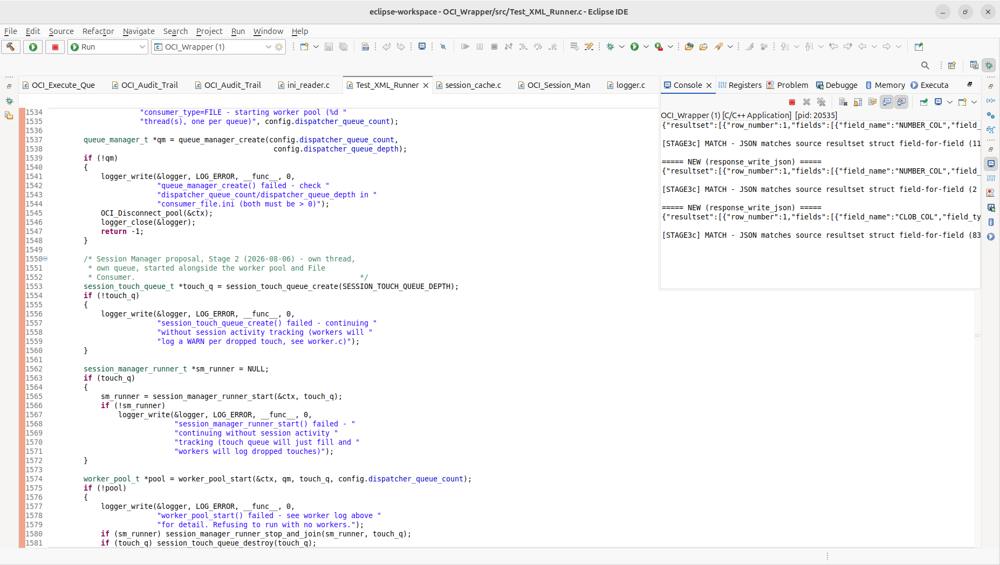 eclipse-workspace - OCI_Wrapper/src/Test_XML_Runner.c - Eclipse IDE
File Edit Source Refactor Navigate Search Project Run Window Help
Run
OCI_Wrapper (1)
OCI_Execute_Que
OCI_Audit_Trail
OCI_Audit_Trail
ini_reader.c
Test_XML_Runner
session_cache.c
OCI_Session_Man
logger.c
1534 "consumer_type=FILE - starting worker pool (%d "
1535 "thread(s), one per queue)", config.dispatcher_queue_count);
1536
1537 queue_manager_t *qm = queue_manager_create(config.dispatcher_queue_count,
1538 config.dispatcher_queue_depth);
1539 if (!qm)
1540 {
1541 logger_write(&logger, LOG_ERROR, __func__, 0,
1542 "queue_manager_create() failed - check "
1543 "dispatcher_queue_count/dispatcher_queue_depth in "
1544 "consumer_file.ini (both must be > 0)");
1545 OCI_Disconnect_pool(&ctx);
1546 logger_close(&logger);
1547 return -1;
1548 }
1549
1550 /* Session Manager proposal, Stage 2 (2026-08-06) - own thread,
1551 * own queue, started alongside the worker pool and File
1552 * Consumer. */
1553 session_touch_queue_t *touch_q = session_touch_queue_create(SESSION_TOUCH_QUEUE_DEPTH);
1554 if (!touch_q)
1555 {
1556 logger_write(&logger, LOG_ERROR, __func__, 0,
1557 "session_touch_queue_create() failed - continuing "
1558 "without session activity tracking (workers will "
1559 "log a WARN per dropped touch, see worker.c)");
1560 }
1561
1562 session_manager_runner_t *sm_runner = NULL;
1563 if (touch_q)
1564 {
1565 sm_runner = session_manager_runner_start(&ctx, touch_q);
1566 if (!sm_runner)
1567 logger_write(&logger, LOG_ERROR, __func__, 0,
1568 "session_manager_runner_start() failed - "
1569 "continuing without session activity "
1570 "tracking (touch queue will just fill and "
1571 "workers will log dropped touches)");
1572 }
1573
1574 worker_pool_t *pool = worker_pool_start(&ctx, qm, touch_q, config.dispatcher_queue_count);
1575 if (!pool)
1576 {
1577 logger_write(&logger, LOG_ERROR, __func__, 0,
1578 "worker_pool_start() failed - see worker log above "
1579 "for detail. Refusing to run with no workers.");
1580 if (sm_runner) session_manager_runner_stop_and_join(sm_runner, touch_q);
1581 if (touch_q) session_touch_queue_destroy(touch_q);
Console
Registers
Problem
Debugge
Memory
Executa
OCI_Wrapper (1) [C/C++ Application] [pid: 20535]
{"resultset":[{"row_number":1,"fields":[{"field_name":"NUMBER_COL","field_
[STAGE3c] MATCH - JSON matches source resultset struct field-for-field (11
===== NEW (response_write_json) =====
{"resultset":[{"row_number":1,"fields":[{"field_name":"NUMBER_COL","field_
[STAGE3c] MATCH - JSON matches source resultset struct field-for-field (2
===== NEW (response_write_json) =====
{"resultset":[{"row_number":1,"fields":[{"field_name":"CLOB_COL","field_ty
[STAGE3c] MATCH - JSON matches source resultset struct field-for-field (83